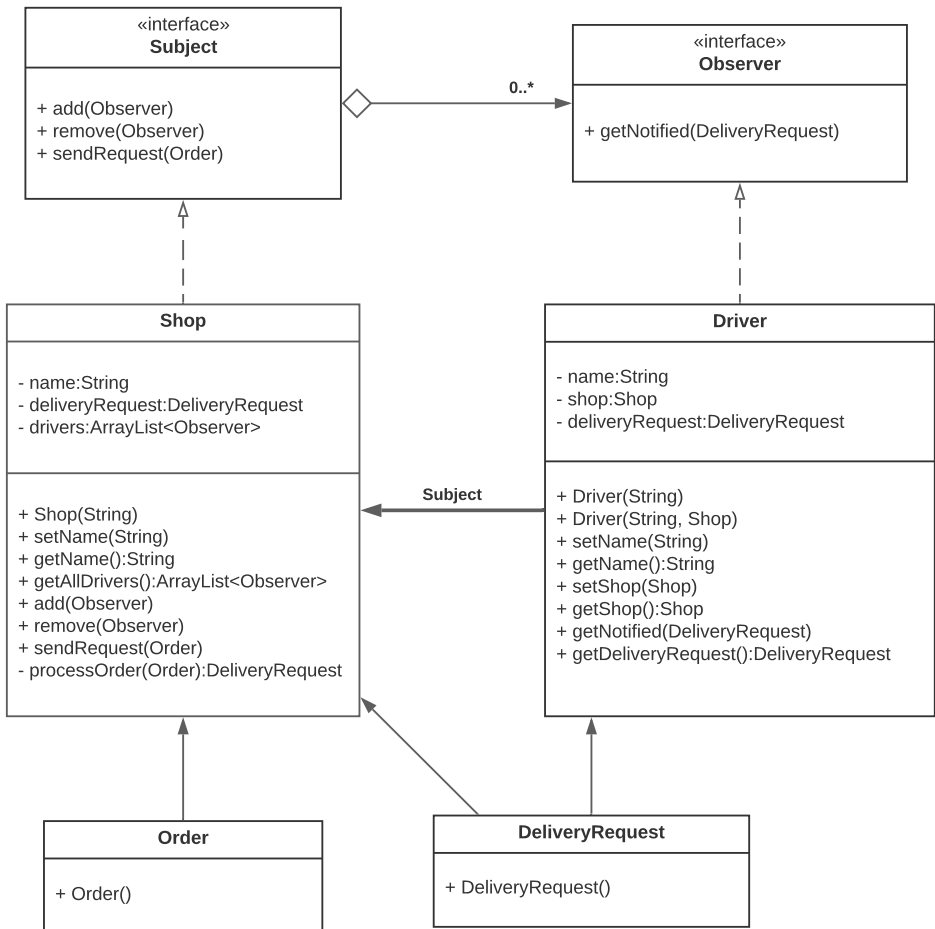 «interface»
Subject
+ add(Observer)
+ remove(Observer)
+ sendRequest(Order)
0..*
«interface»
Observer
+ getNotified(DeliveryRequest)
Shop
- name:String
- deliveryRequest:DeliveryRequest
- drivers:ArrayList<Observer>
+ Shop(String)
+ setName(String)
+ getName():String
+ getAllDrivers():ArrayList<Observer>
+ add(Observer)
+ remove(Observer)
+ sendRequest(Order)
- processOrder(Order):DeliveryRequest
Subject
Driver
- name:String
- shop:Shop
- deliveryRequest:DeliveryRequest
+ Driver(String)
+ Driver(String, Shop)
+ setName(String)
+ getName():String
+ setShop(Shop)
+ getShop():Shop
+ getNotified(DeliveryRequest)
+ getDeliveryRequest():DeliveryRequest
Order
+ Order()
DeliveryRequest
+ DeliveryRequest()